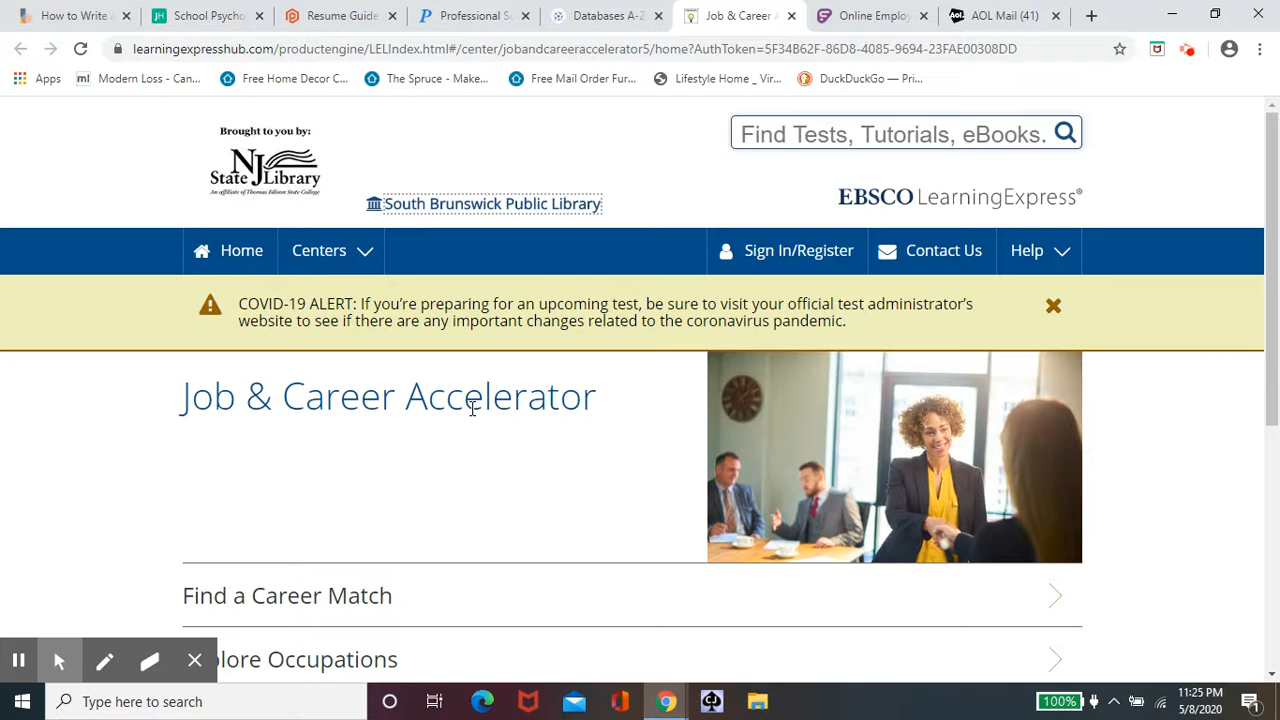 How to Write a
School Psycho
Resume Guide
Professional S
Databases A-Z
Job & Career A
Online Employ
AOL Mail (41)
learningexpresshub.com/productengine/LELIndex.html#/center/jobandcareeraccelerator5/home?AuthToken=5F34B62F-86D8-4085-9694-23FAE00308DD
Apps
Modern Loss - Can...
Free Home Decor C...
The Spruce - Make...
Free Mail Order Fur...
Lifestyle Home _ Vir...
DuckDuckGo — Pri...
Brought to you by:
NJ
State Library
An affiliate of Thomas Edison State College
South Brunswick Public Library
Find Tests, Tutorials, eBooks.
EBSCO LearningExpress®
Home
Centers
Sign In/Register
Contact Us
Help
COVID-19 ALERT: If you're preparing for an upcoming test, be sure to visit your official test administrator's
website to see if there are any important changes related to the coronavirus pandemic.
Job & Career Accelerator
Find a Career Match
plore Occupations
Type here to search
100%
11:25 PM
5/8/2020